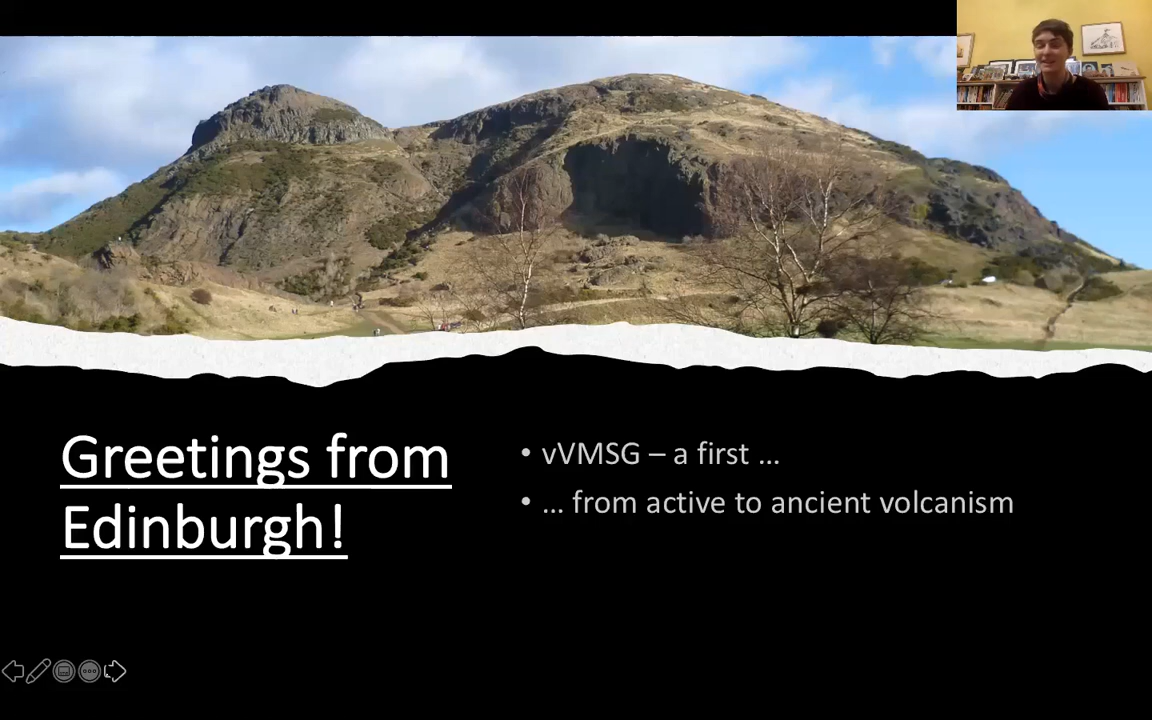 Greetings from
Edinburgh!
• vVMSG – a first ...
• ... from active to ancient volcanism